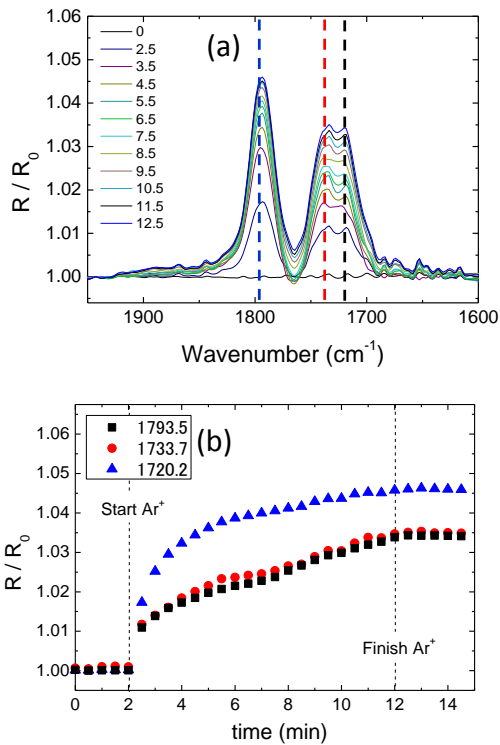 (a)
0
2.5
3.5
4.5
5.5
6.5
7.5
8.5
9.5
10.5
11.5
12.5
1.06
1.05
1.04
1.03
1.02
1.01
1.00
R / R₀
1900 1800 1700 1600
Wavenumber (cm⁻¹)
(b)
1793.5
1733.7
1720.2
Start Ar⁺
Finish Ar⁺
1.06
1.05
1.04
1.03
1.02
1.01
1.00
R / R₀
0 2 4 6 8 10 12 14
time (min)